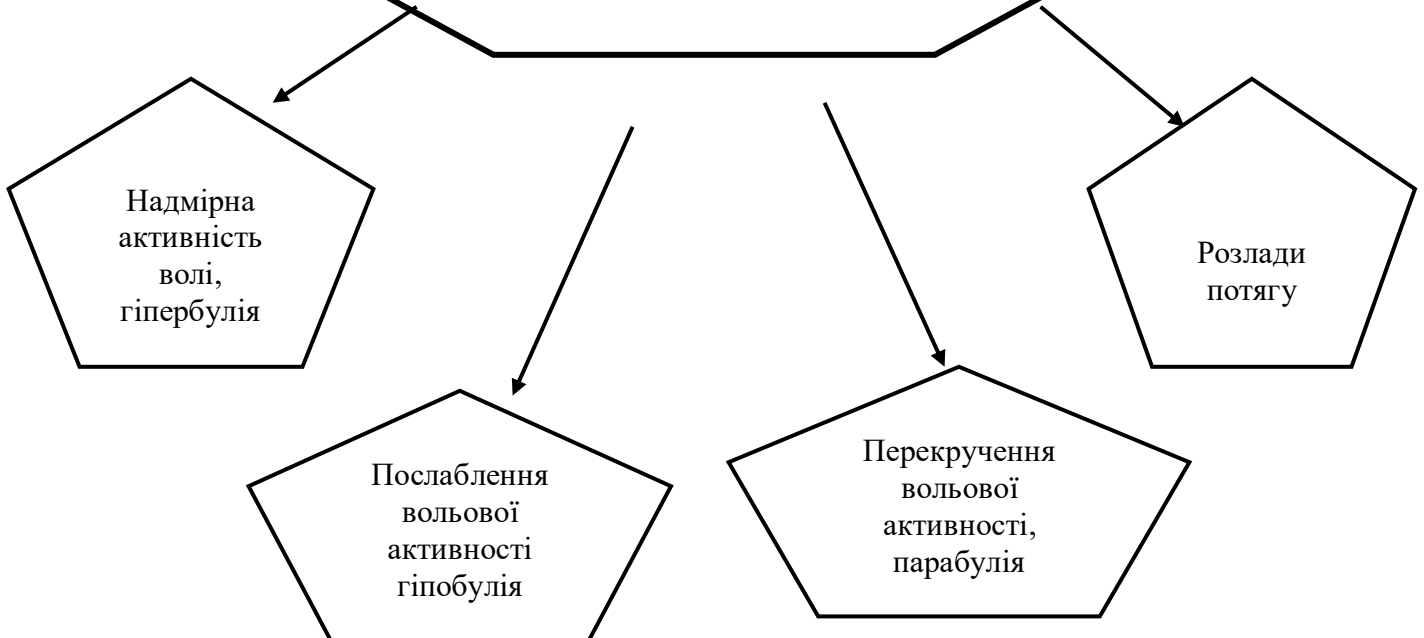 Надмірна
активність
волі,
гіпербулія
Послаблення
вольової
активності
гіпобулія
Перекручення
вольової
активності,
парабулія
Розлади
потягу